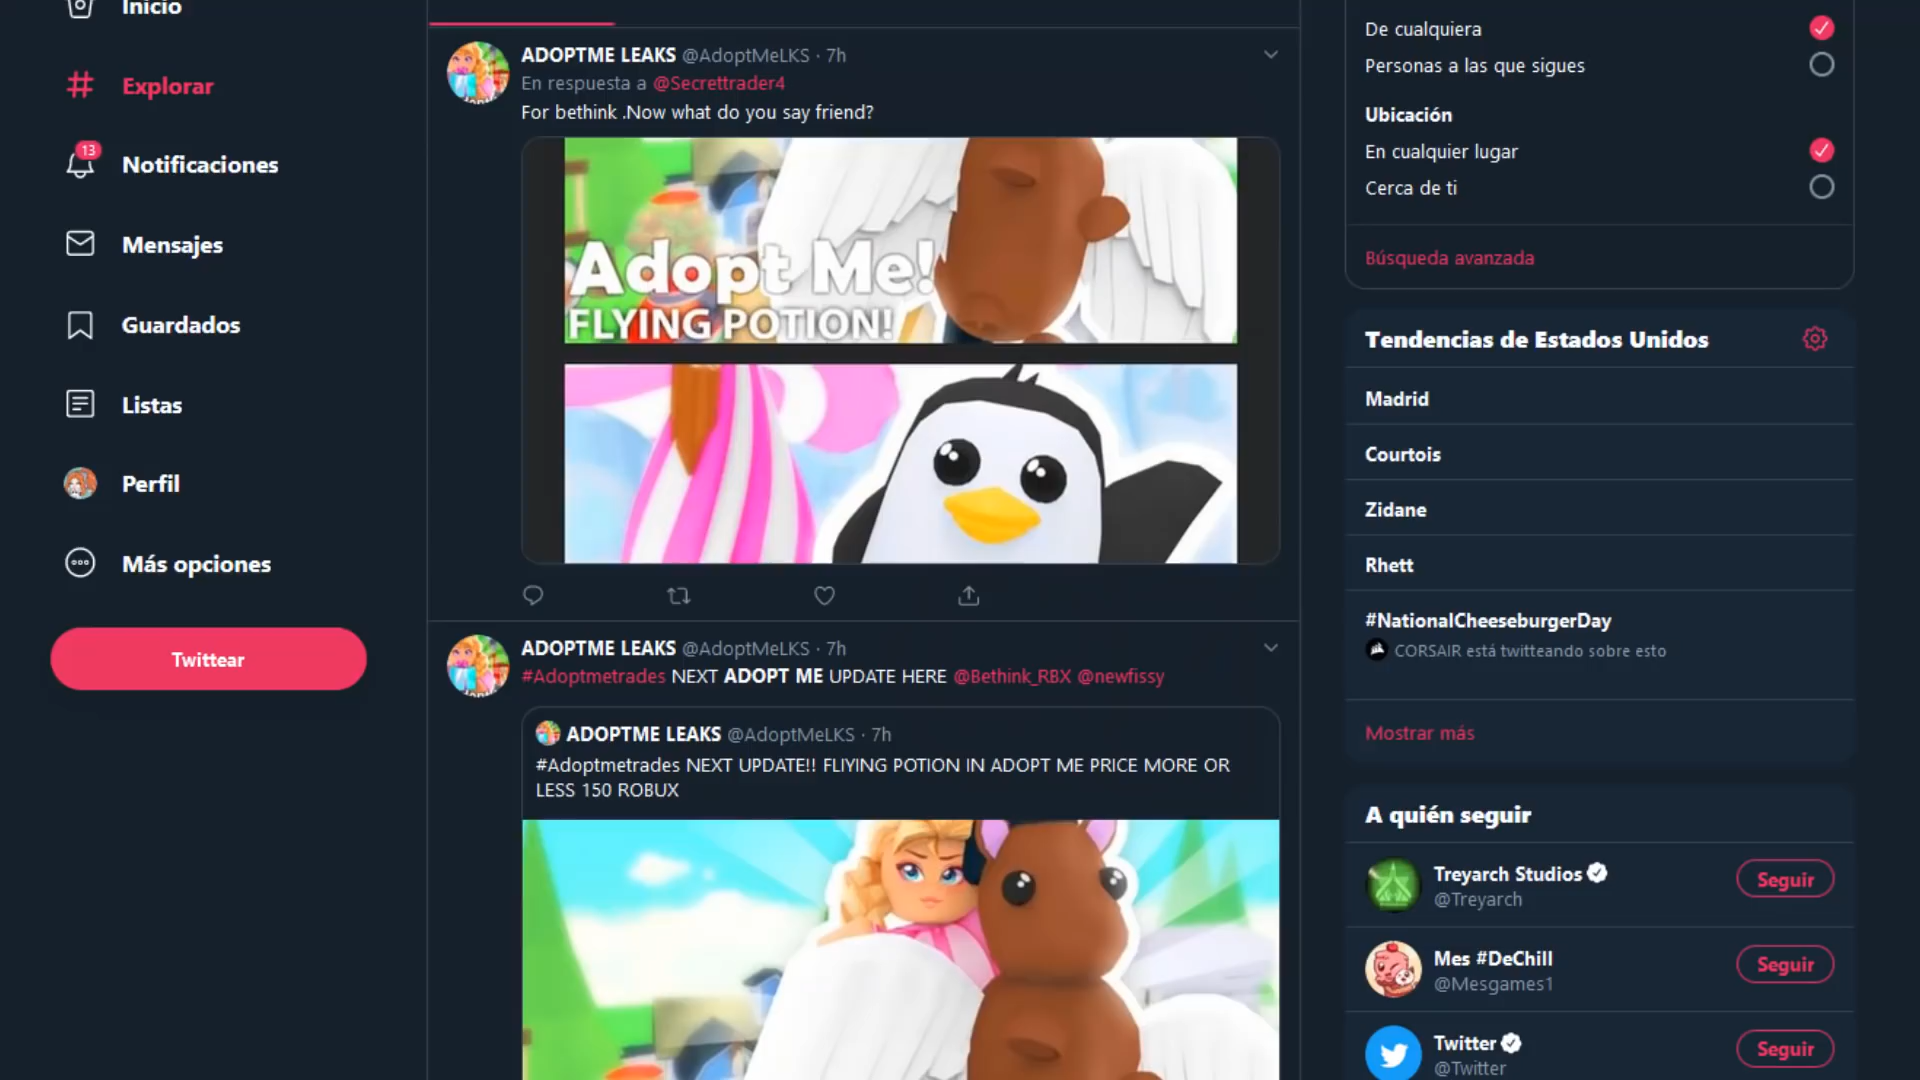 Inicio
Explorar
13
Notificaciones
Mensajes
Guardados
Listas
Perfil
Más opciones
Twittear
ADOPTME LEAKS @AdoptMeLKS · 7h
En respuesta a @Secrettrader4
For bethink .Now what do you say friend?
Adopt Me!
FLYING POTION!
ADOPTME LEAKS @AdoptMeLKS · 7h
#Adoptmetrades NEXT ADOPT ME UPDATE HERE @Bethink_RBX @newfissy
ADOPTME LEAKS @AdoptMeLKS · 7h
#Adoptmetrades NEXT UPDATE!! FLIYING POTION IN ADOPT ME PRICE MORE OR
LESS 150 ROBUX
De cualquiera
Personas a las que sigues
Ubicación
En cualquier lugar
Cerca de ti
Búsqueda avanzada
Tendencias de Estados Unidos
Madrid
Courtois
Zidane
Rhett
#NationalCheeseburgerDay
CORSAIR está twitteando sobre esto
Mostrar más
A quién seguir
Treyarch Studios
@Treyarch
Seguir
Mes #DeChill
@Mesgames1
Seguir
Twitter
@Twitter
Seguir